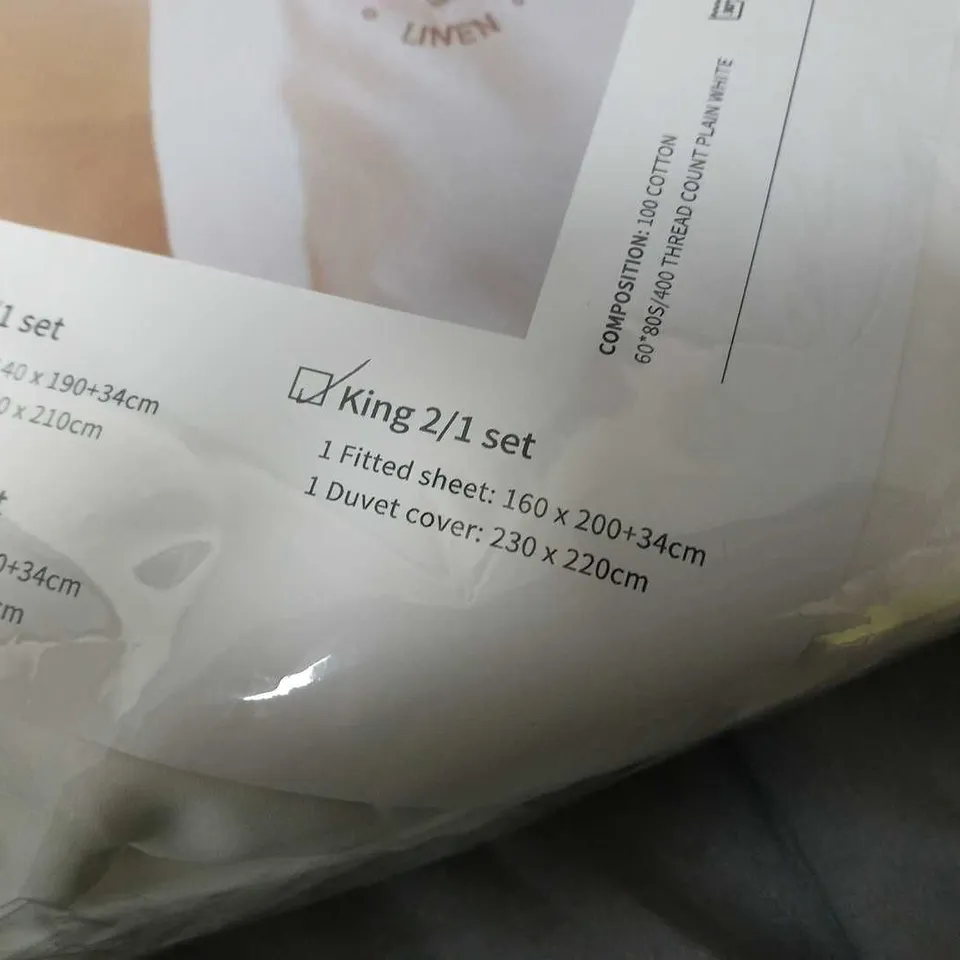 LINEN
COMPOSITION: 100 COTTON
60*80S/400 THREAD COUNT PLAIN WHITE
/1 set
40 x 190+34cm
0 x 210cm
King 2/1 set
1 Fitted sheet: 160 x 200+34cm
1 Duvet cover: 230 x 220cm
0+34cm
cm